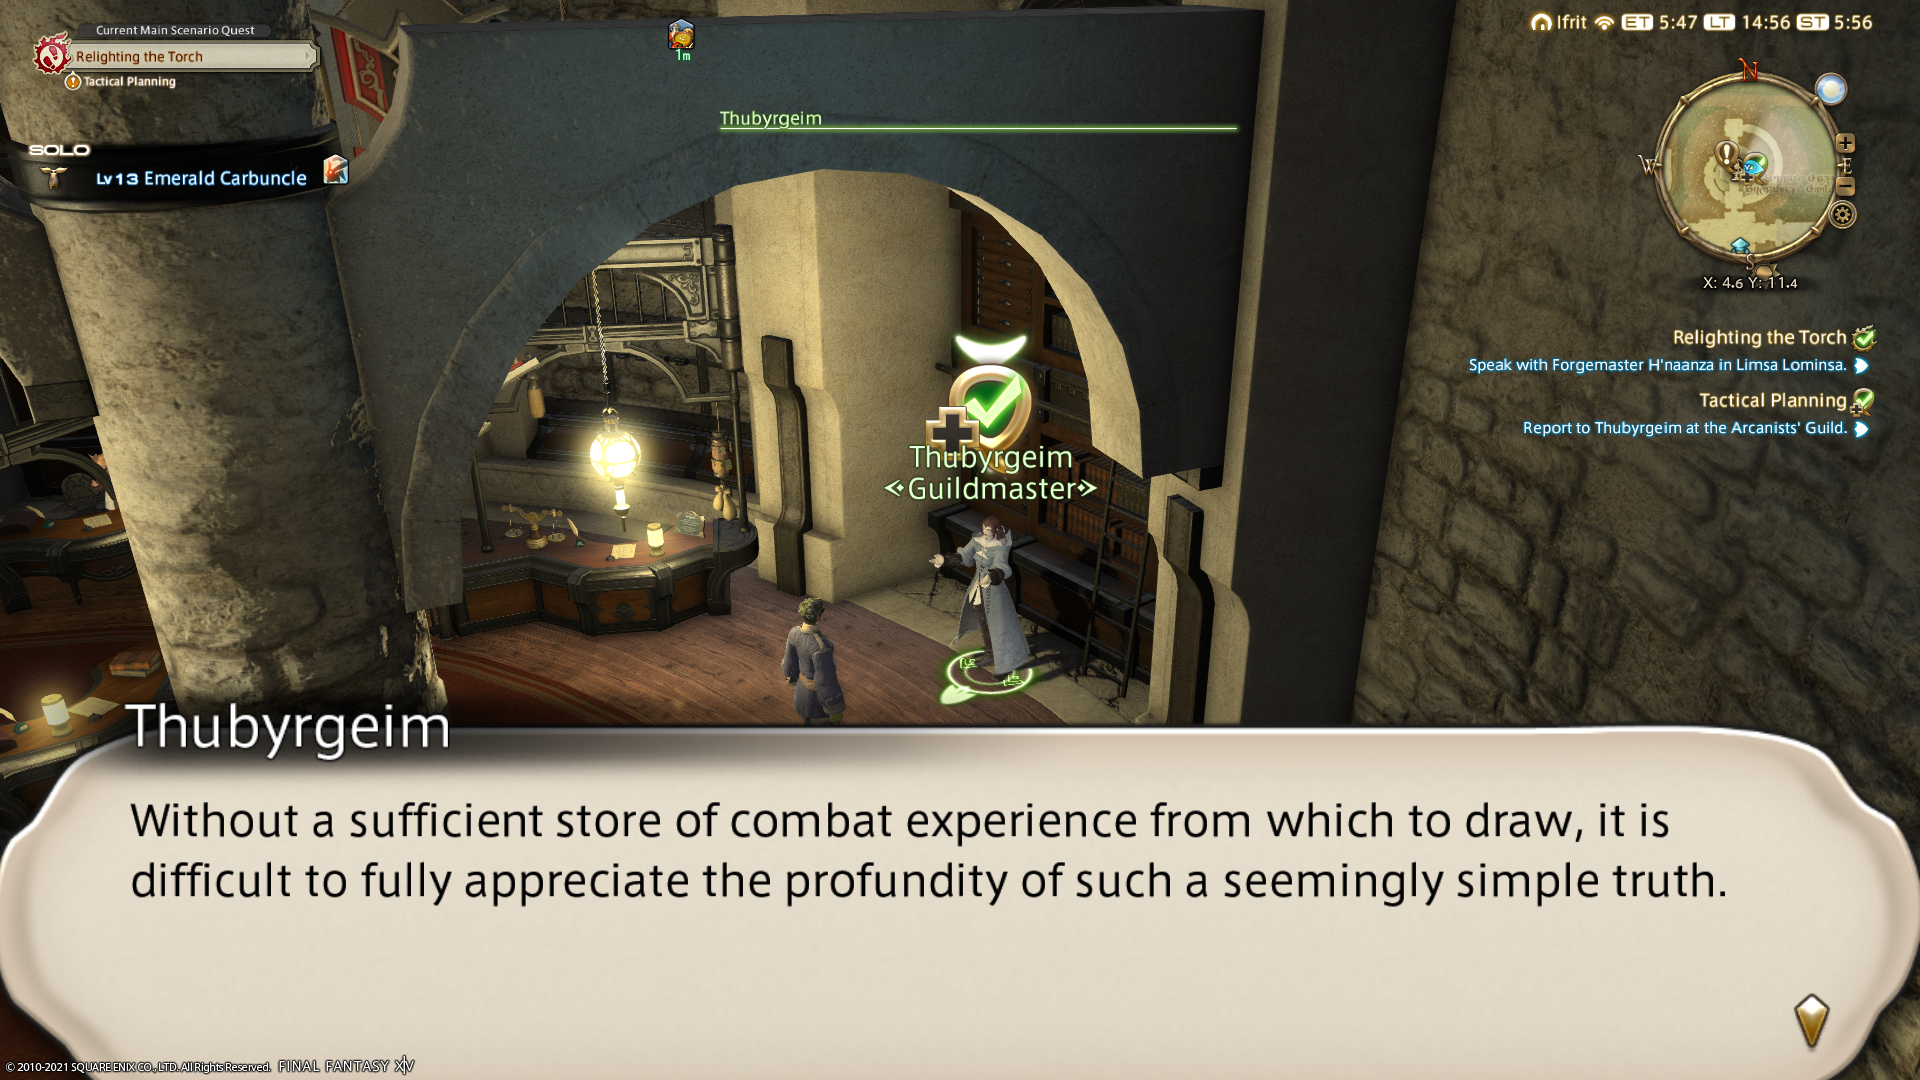 Current Main Scenario Quest
Relighting the Torch
Tactical Planning
SOLO
Lv13 Emerald Carbuncle
1m
Thubyrgeim
Ifrit ET 5:47 LT 14:56 ST 5:56
N
W
E
S
X: 4.6 Y: 11.4
Relighting the Torch
Speak with Forgemaster H'naanza in Limsa Lominsa.
Tactical Planning
Report to Thubyrgeim at the Arcanists' Guild.
Thubyrgeim
Guildmaster
Thubyrgeim
Without a sufficient store of combat experience from which to draw, it is
difficult to fully appreciate the profundity of such a seemingly simple truth.
© 2010-2021 SQUARE ENIX CO., LTD. All Rights Reserved. FINAL FANTASY XIV